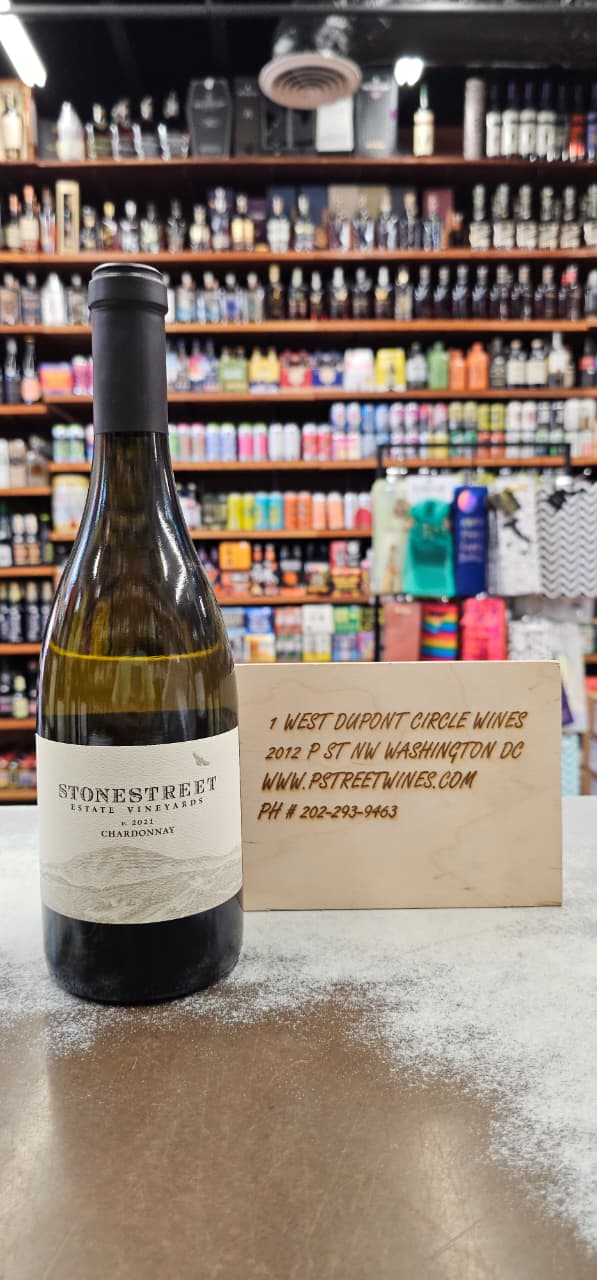 STONESTREET
ESTATE VINEYARDS
v. 2021
CHARDONNAY
1 WEST DUPONT CIRCLE WINES
2012 P ST NW WASHINGTON DC
WWW.PSTREETWINES.COM
PH # 202-293-9463